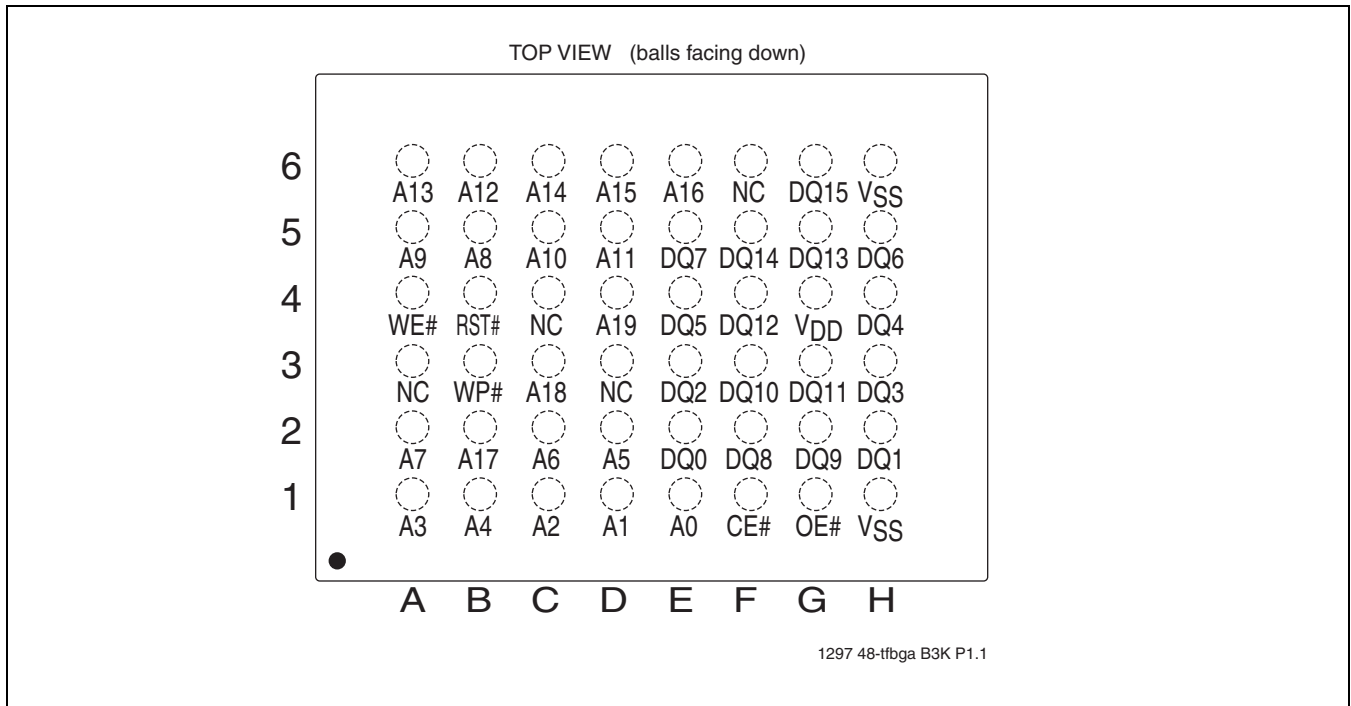 TOP VIEW (balls facing down)
6
A13 A12 A14 A15 A16 NC DQ15 VSS
5
A9 A8 A10 A11 DQ7 DQ14 DQ13 DQ6
4
WE# RST# NC A19 DQ5 DQ12 VDD DQ4
3
NC WP# A18 NC DQ2 DQ10 DQ11 DQ3
2
A7 A17 A6 A5 DQ0 DQ8 DQ9 DQ1
1
A3 A4 A2 A1 A0 CE# OE# VSS
A B C D E F G H
1297 48-tfbga B3K P1.1